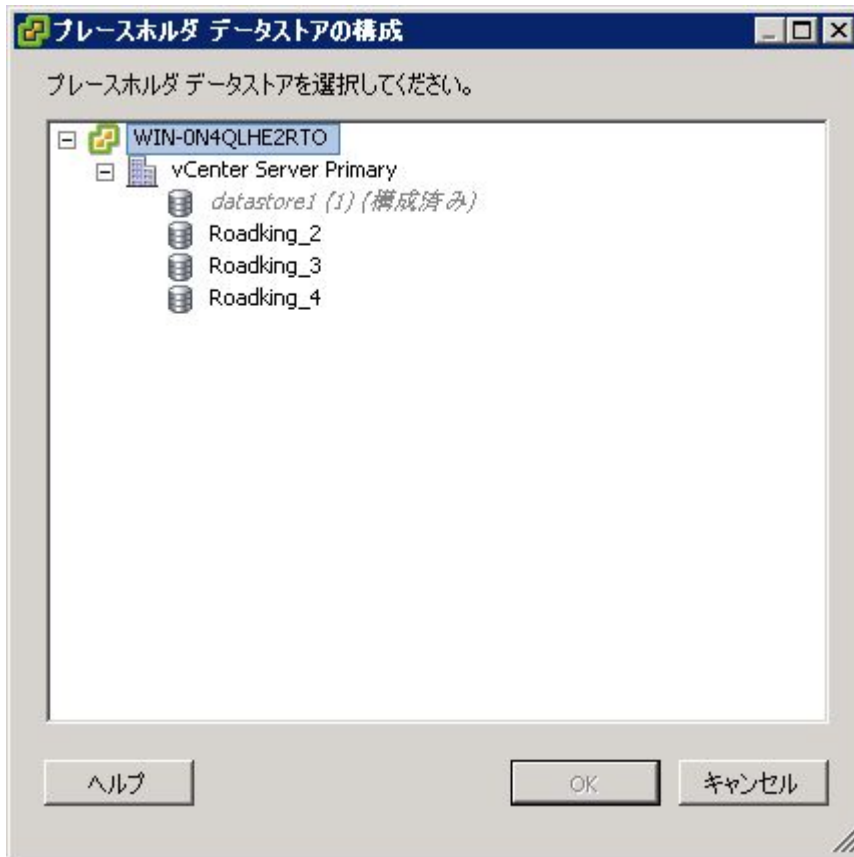 プレースホルダ データストアの構成
プレースホルダ データストアを選択してください。
WIN-0N4QLHE2RTO
vCenter Server Primary
datastore1 (1) (構成済み)
Roadking_2
Roadking_3
Roadking_4
ヘルプ
OK
キャンセル